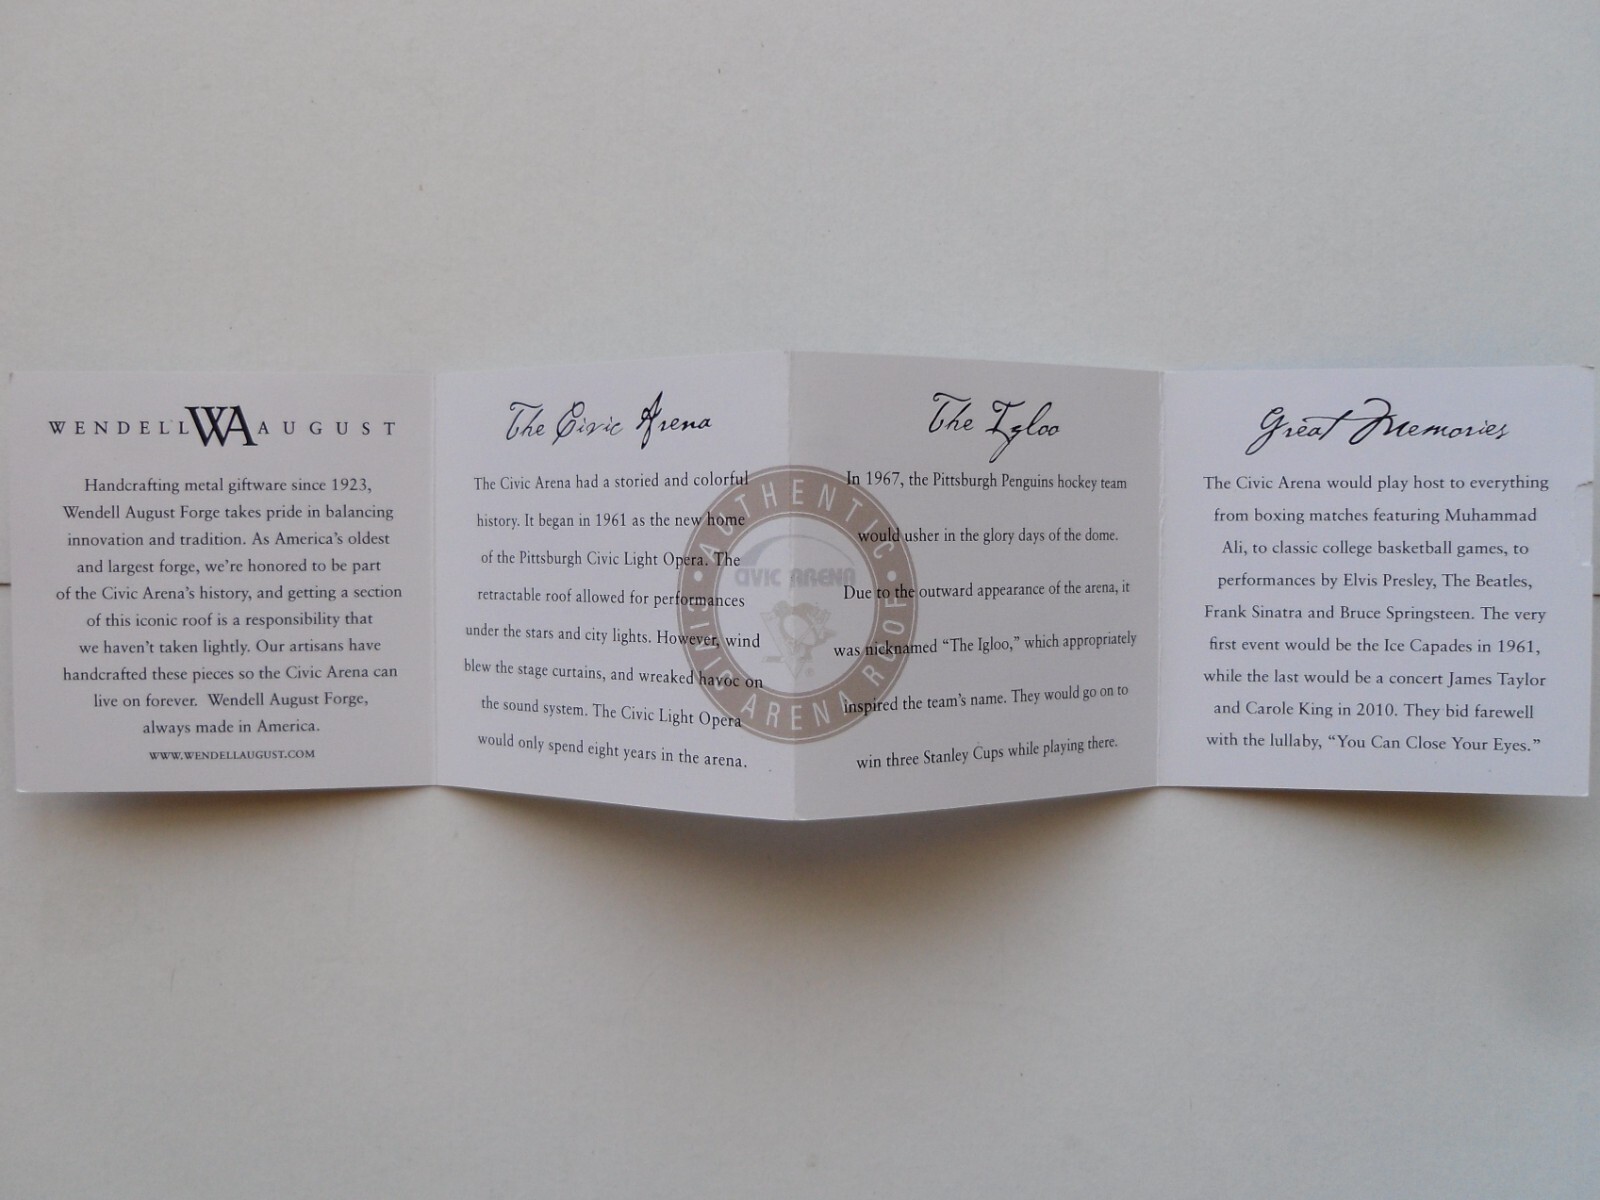 WENDELL WA AUGUST
Handcrafting metal giftware since 1923,
Wendell August Forge takes pride in balancing
innovation and tradition. As America's oldest
and largest forge, we're honored to be part
of the Civic Arena's history, and getting a section
of this iconic roof is a responsibility that
we haven't taken lightly. Our artisans have
handcrafted these pieces so the Civic Arena can
live on forever. Wendell August Forge,
always made in America.
WWW.WENDELLAUGUST.COM
The Civic Arena
The Civic Arena had a storied and colorful
history. It began in 1961 as the new home
of the Pittsburgh Civic Light Opera. The
retractable roof allowed for performances
under the stars and city lights. However, wind
blew the stage curtains, and wreaked havoc on
the sound system. The Civic Light Opera
would only spend eight years in the arena.
AUTHENTIC
CIVIC ARENA
CIVIC ARENA ROOF
The Igloo
In 1967, the Pittsburgh Penguins hockey team
would usher in the glory days of the dome.
Due to the outward appearance of the arena, it
was nicknamed “The Igloo,” which appropriately
inspired the team's name. They would go on to
win three Stanley Cups while playing there.
Great Memories
The Civic Arena would play host to everything
from boxing matches featuring Muhammad
Ali, to classic college basketball games, to
performances by Elvis Presley, The Beatles,
Frank Sinatra and Bruce Springsteen. The very
first event would be the Ice Capades in 1961,
while the last would be a concert James Taylor
and Carole King in 2010. They bid farewell
with the lullaby, “You Can Close Your Eyes.”